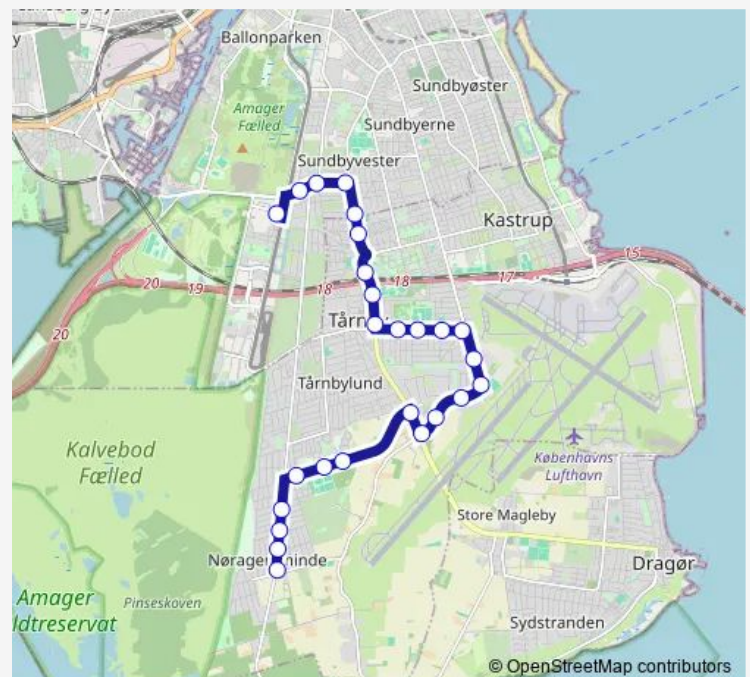 Ballonparken
Sundbyøster
Amager
Fælled
Sundbyerne
Sundbyvester
Kastrup
15
20
19
18
18
17
20
Tårnbylund
Kalvebod
Fælled
Københavns
Lufthavn
Store Magleby
Dragør
Amager
Pinseskoven
Sydstranden
© OpenStreetMap contributors